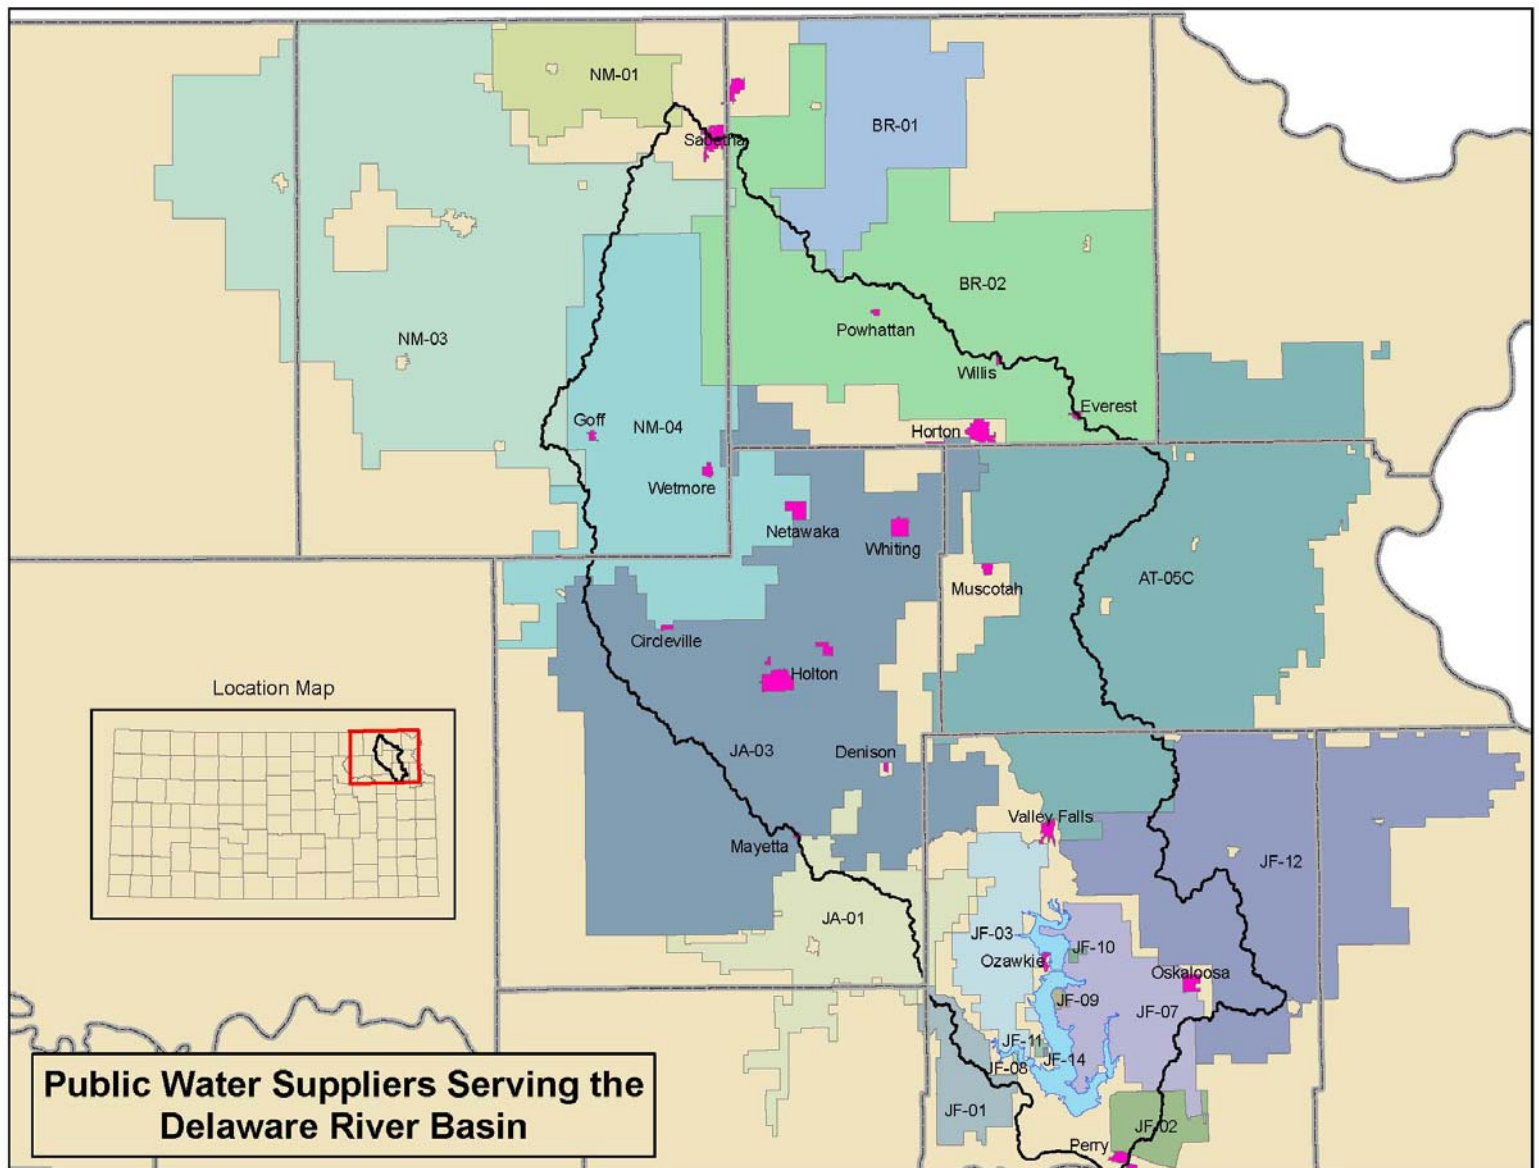 NM-01
BR-01
Sabetha
BR-02
Powhattan
NM-03
Willis
Everest
Goff
NM-04
Horton
Wetmore
Netawaka
Whiting
AT-05C
Muscotah
Circleville
Holton
Location Map
JA-03
Denison
Valley Falls
Mayetta
JF-12
JA-01
JF-03
JF-10
Ozawkie
Oskaloosa
JF-09
JF-07
JF-11
JF-14
JF-08
JF-01
JF-02
Perry
Public Water Suppliers Serving the
Delaware River Basin